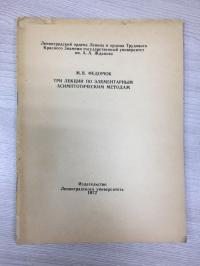 Ленинградский ордена Ленина и ордена Трудового
Красного Знамени государственный университет
им. А. А. Жданова
М.В. ФЕДОРЮК
ТРИ ЛЕКЦИИ ПО ЭЛЕМЕНТАРНЫМ
АСИМПТОТИЧЕСКИМ МЕТОДАМ
Издательство
Ленинградского университета
1977